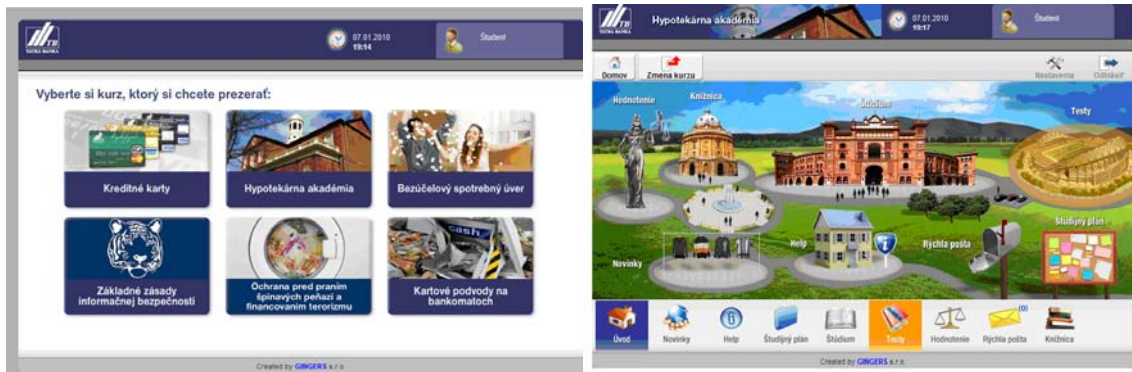 TB
TATRA BANKA
07.01.2010
19:14
Študent
Vyberte si kurz, ktorý si chcete prezerať:
Kreditné karty
Hypotekárna akadémia
Bezúčelový spotrebný úver
Základné zásady
informačnej bezpečnosti
Ochrana pred praním
špinavých peňazí a
financovaním terorizmu
cash
Kartové podvody na
bankomatoch
Created by GINGERS s.r.o.
TB
TATRA BANKA
Hypotekárna akadémia
07.01.2010
19:17
Študent
Domov
Zmena kurzu
Nastavenia
Odhlásiť
Hodnotenie
Knižnica
Štúdium
Testy
Novinky
Help
Rýchla pošta
Študijný plán
Úvod
Novinky
Help
Študijný plán
Štúdium
Testy
Hodnotenie
(0)
Rýchla pošta
Knižnica
Created by GINGERS s.r.o.